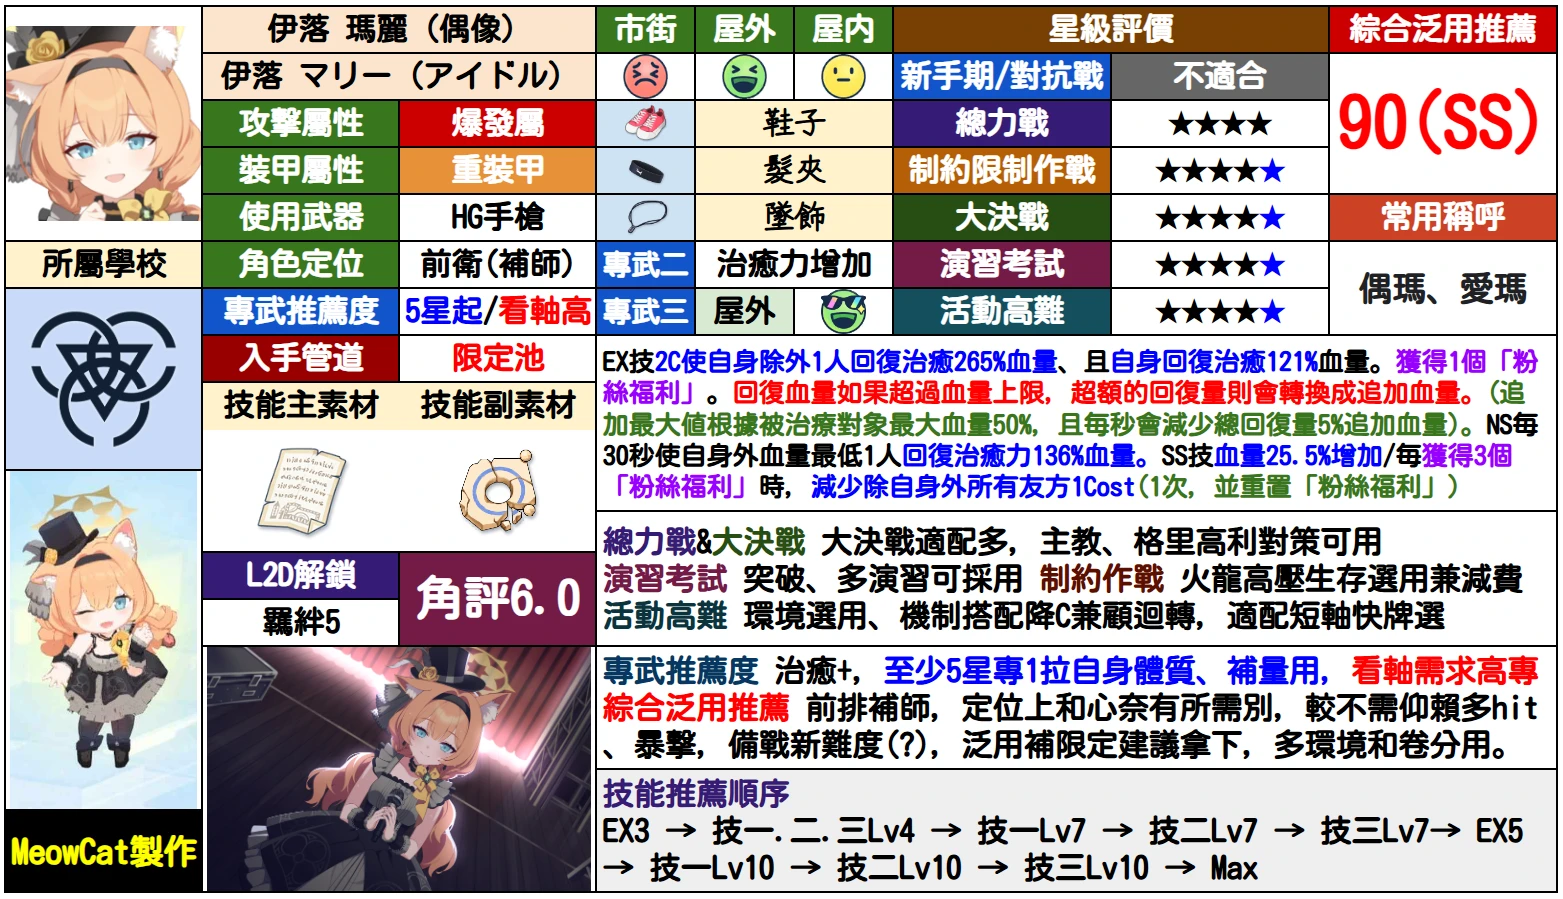 伊落 瑪麗（偶像）
市街 屋外 屋內
星級評價
綜合泛用推薦
伊落 マリー（アイドル）
新手期/對抗戰 不適合
90(SS)
攻擊屬性 爆發屬
鞋子
總力戰 ★★★★
裝甲屬性 重裝甲
髮夾
制約限制作戰 ★★★★★
使用武器 HG手槍
墜飾
大決戰 ★★★★★
常用稱呼
所屬學校
角色定位 前衛(補師)
專武二 治癒力增加
演習考試 ★★★★★
偶瑪、愛瑪
專武推薦度 5星起/看軸高
專武三 屋外
活動高難 ★★★★★
入手管道 限定池
技能主素材 技能副素材
EX技2C使自身除外1人回復治癒265%血量、且自身回復治癒121%血量。獲得1個「粉
絲福利」。回復血量如果超過血量上限, 超額的回復量則會轉換成追加血量。(追
加最大值根據被治療對象最大血量50%, 且每秒會減少總回復量5%追加血量)。NS每
30秒使自身外血量最低1人回復治癒力136%血量。SS技血量25.5%增加/每獲得3個
「粉絲福利」時, 減少除自身外所有友方1Cost(1次, 並重置「粉絲福利」)
總力戰&大決戰 大決戰適配多, 主教、格里高利對策可用
演習考試 突破、多演習可採用 制約作戰 火龍高壓生存選用兼減費
活動高難 環境選用、機制搭配降C兼顧迴轉, 適配短軸快牌選
L2D解鎖
羈絆5
角評6.0
專武推薦度 治癒+, 至少5星專1拉自身體質、補量用, 看軸需求高專
綜合泛用推薦 前排補師, 定位上和心奈有所需別, 較不需仰賴多hit
、暴擊, 備戰新難度(?), 泛用補限定建議拿下, 多環境和卷分用。
技能推薦順序
EX3 → 技一.二.三Lv4 → 技一Lv7 → 技二Lv7 → 技三Lv7→ EX5
→ 技一Lv10 → 技二Lv10 → 技三Lv10 → Max
MeowCat製作